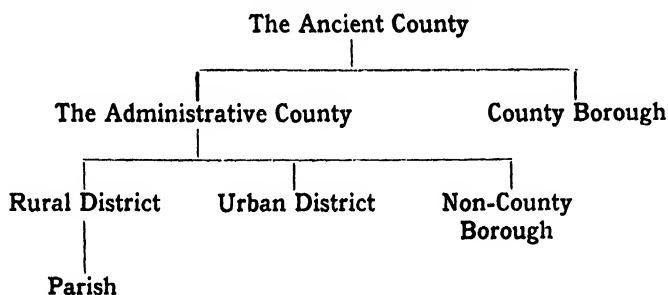 The Ancient County
The Administrative County
County Borough
Rural District
Urban District
Non-County
Borough
Parish